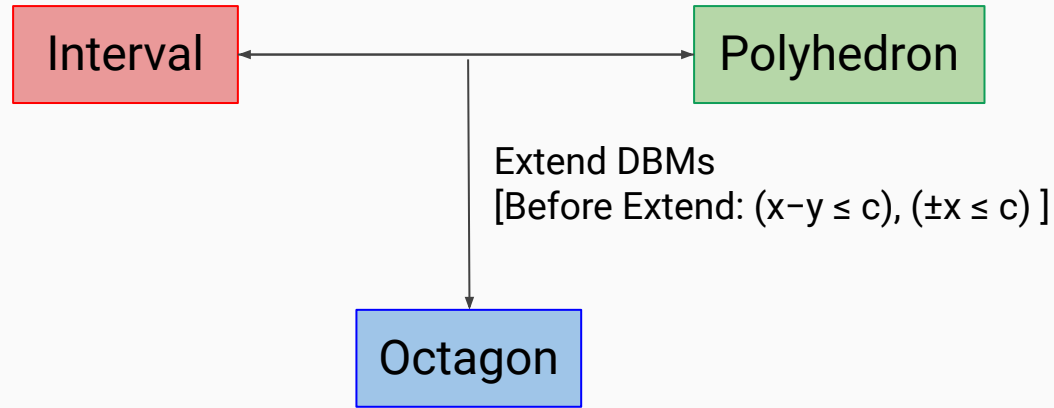 Interval
Polyhedron
Extend DBMs
[Before Extend: (x−y ≤ c), (±x ≤ c) ]
Octagon